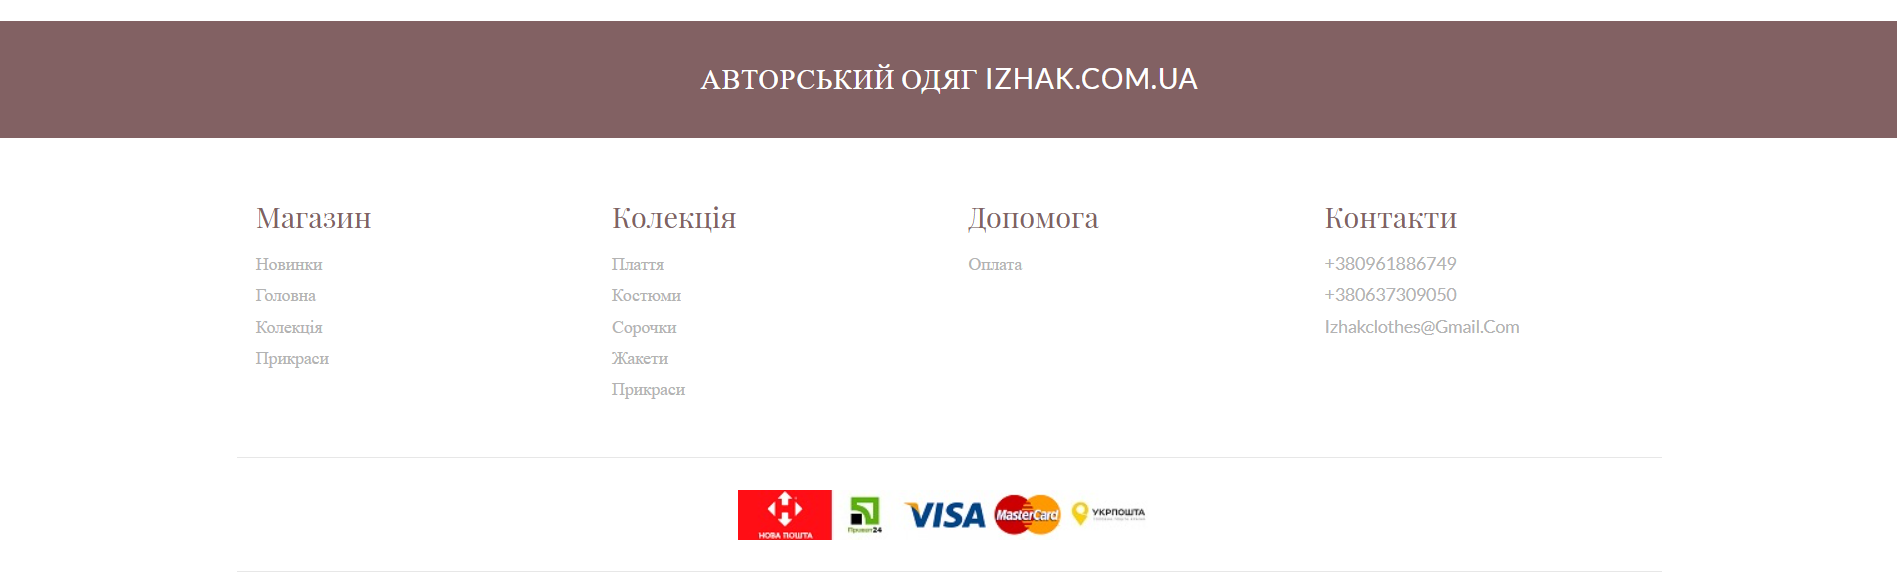 АВТОРСЬКИЙ ОДЯГ IZHAK.COM.UA
Магазин
Новинки
Головна
Колекція
Прикраси
Колекція
Плаття
Костюми
Сорочки
Жакети
Прикраси
Допомога
Оплата
Контакти
+380961886749
+380637309050
Izhakclothes@Gmail.Com
НОВА ПОШТА
Приват24
VISA
MasterCard
УКРПОШТА